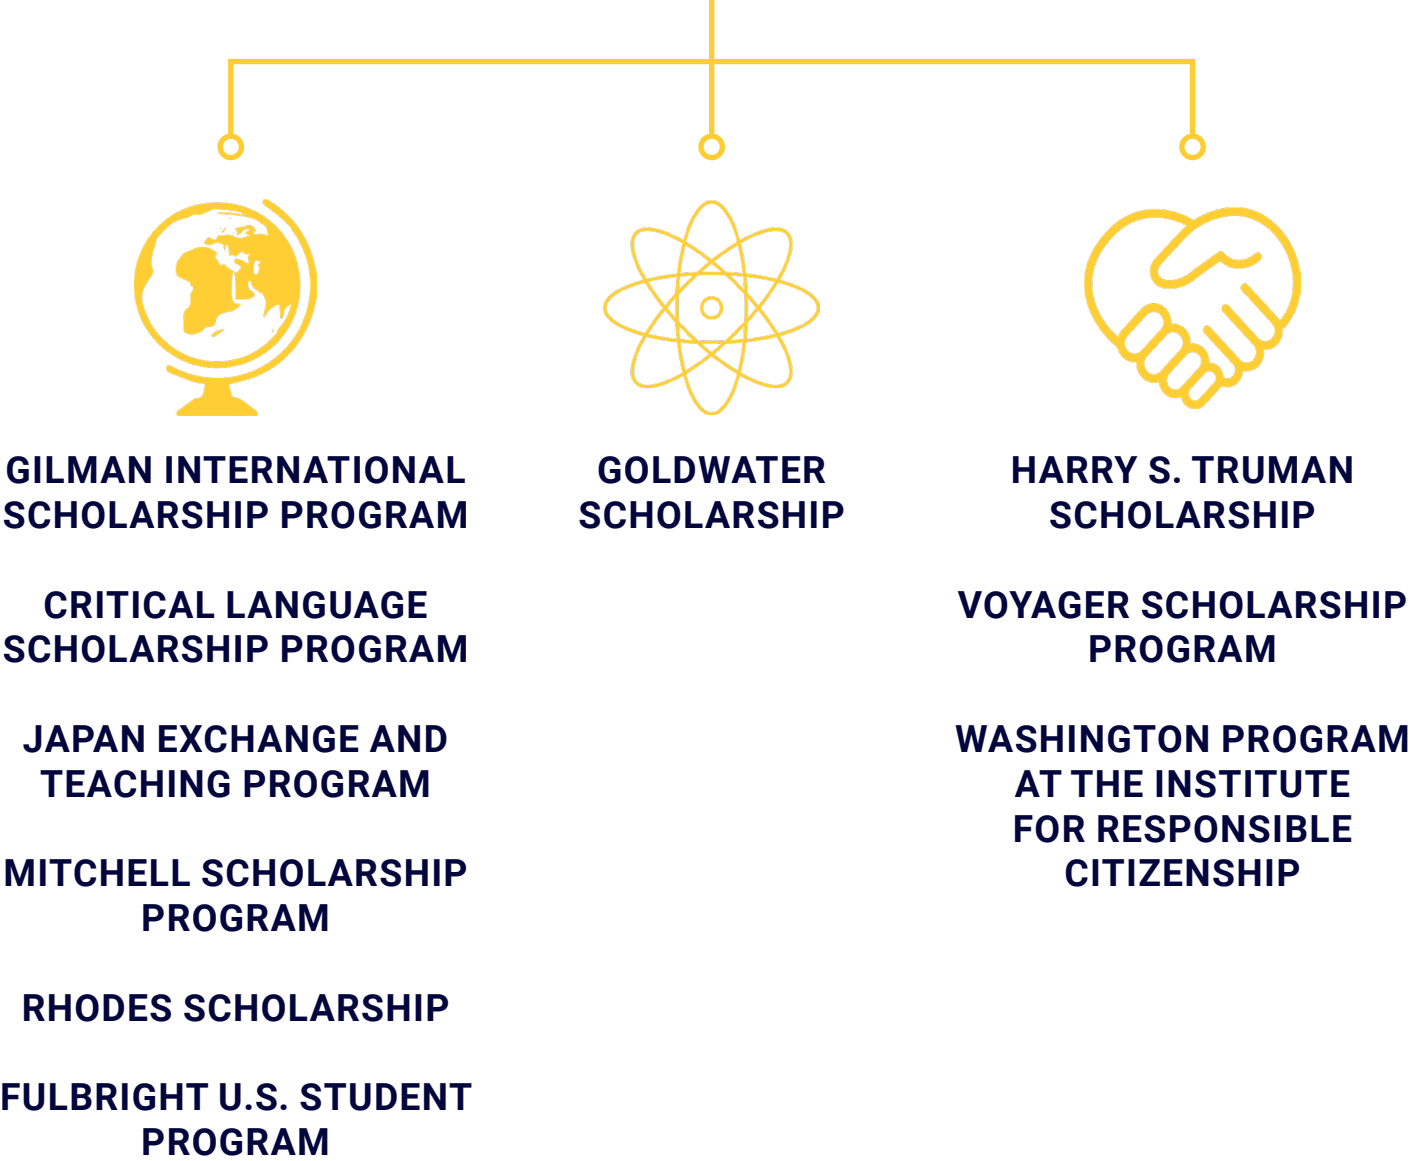 GILMAN INTERNATIONAL
SCHOLARSHIP PROGRAM
CRITICAL LANGUAGE
SCHOLARSHIP PROGRAM
JAPAN EXCHANGE AND
TEACHING PROGRAM
MITCHELL SCHOLARSHIP
PROGRAM
RHODES SCHOLARSHIP
FULBRIGHT U.S. STUDENT
PROGRAM
GOLDWATER
SCHOLARSHIP
HARRY S. TRUMAN
SCHOLARSHIP
VOYAGER SCHOLARSHIP
PROGRAM
WASHINGTON PROGRAM
AT THE INSTITUTE
FOR RESPONSIBLE
CITIZENSHIP